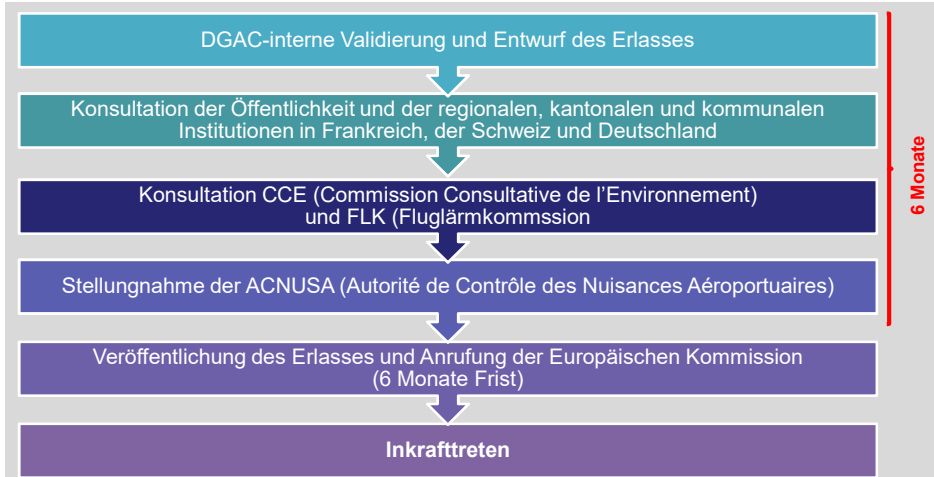 DGAC-interne Validierung und Entwurf des Erlasses
Konsultation der Öffentlichkeit und der regionalen, kantonalen und kommunalen
Institutionen in Frankreich, der Schweiz und Deutschland
Konsultation CCE (Commission Consultative de l'Environnement)
und FLK (Fluglärmkommssion
Stellungnahme der ACNUSA (Autorité de Contrôle des Nuisances Aéroportuaires)
Veröffentlichung des Erlasses und Anrufung der Europäischen Kommission
(6 Monate Frist)
Inkrafttreten
6 Monate